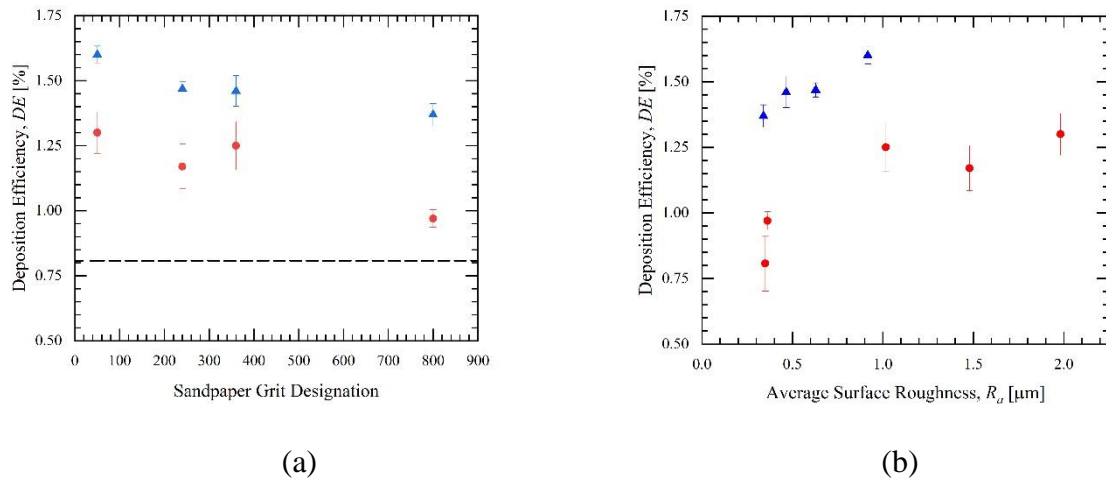 1.75
1.50
1.25
1.00
0.75
0.50
Deposition Efficiency, DE [%]
0 100 200 300 400 500 600 700 800 900
Sandpaper Grit Designation
(a)
1.75
1.50
1.25
1.00
0.75
0.50
Deposition Efficiency, DE [%]
0.0 0.5 1.0 1.5 2.0
Average Surface Roughness, Ra [μm]
(b)